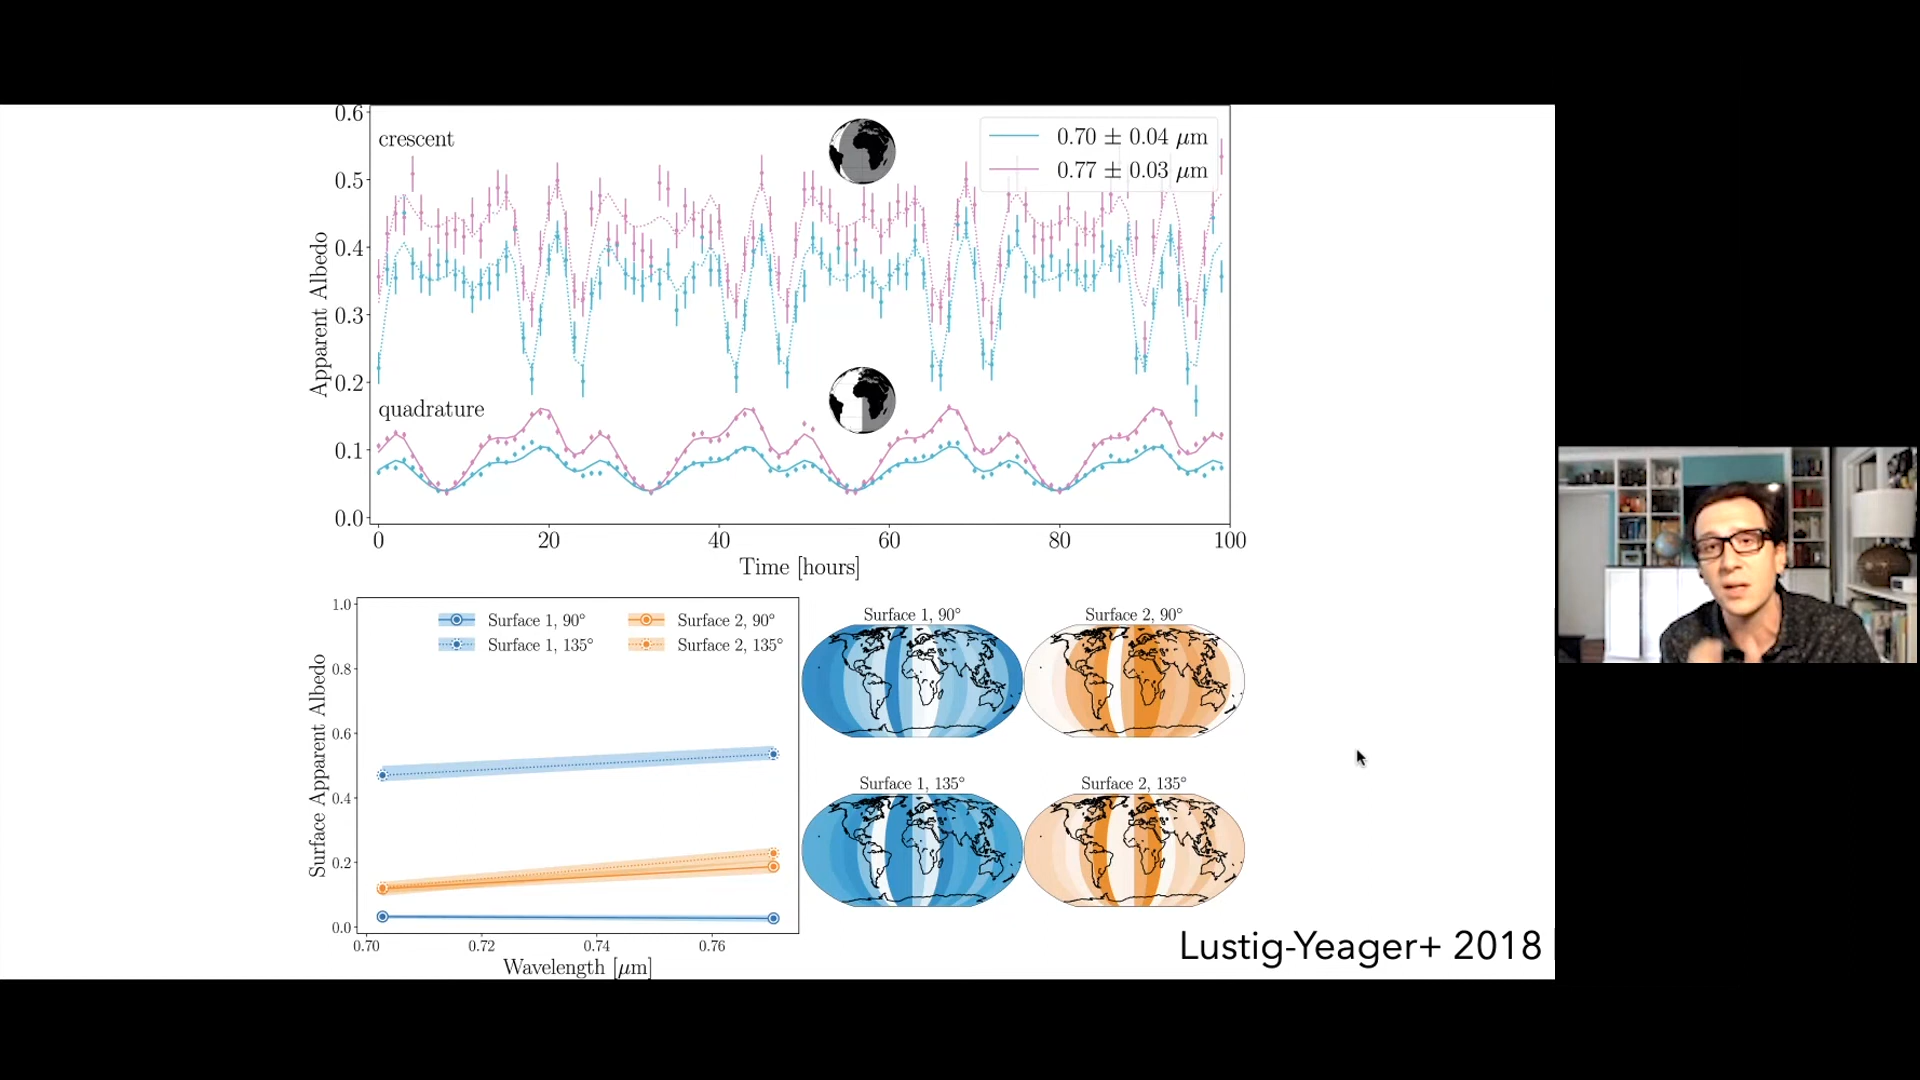 0.6
crescent
0.70 ± 0.04 μm
0.77 ± 0.03 μm
0.5
0.4
0.3
0.2
quadrature
0.1
0.0
Apparent Albedo
0 20 40 60 80 100
Time [hours]
1.0
Surface 1, 90° Surface 2, 90°
Surface 1, 135° Surface 2, 135°
0.8
0.6
0.4
0.2
0.0
Surface Apparent Albedo
0.70 0.72 0.74 0.76
Wavelength [μm]
Surface 1, 90° Surface 2, 90°
Surface 1, 135° Surface 2, 135°
Lustig-Yeager+ 2018